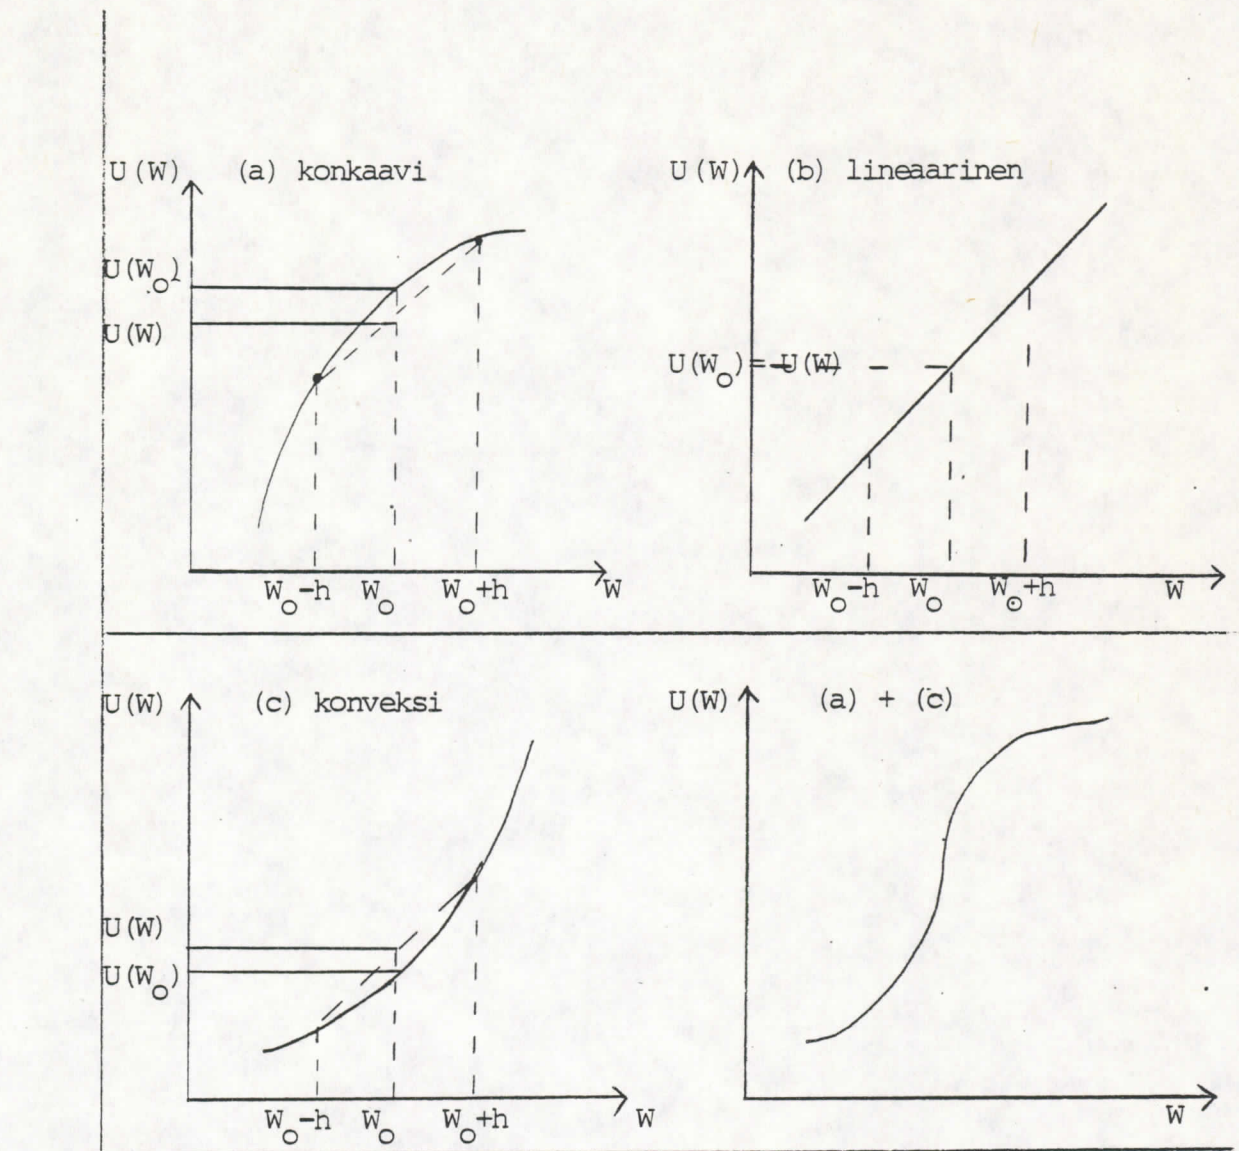 U(W) (a) konkaavi
U(W₀)
U(W)
W₀-h W₀ W₀+h W
U(W) (b) lineaarinen
U(W₀) = U(W)
W₀-h W₀ W₀+h W
U(W) (c) konveksi
U(W)
U(W₀)
W₀-h W₀ W₀+h W
U(W) (a) + (c)
W